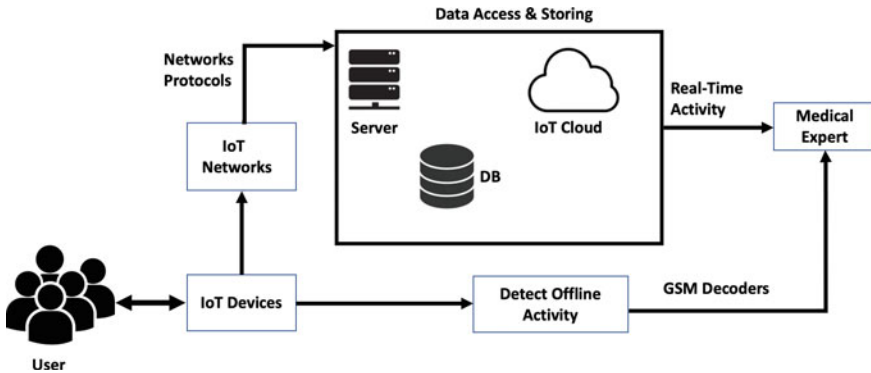 Data Access & Storing
Networks
Protocols
Server
IoT Cloud
DB
Real-Time
Activity
Medical
Expert
IoT
Networks
IoT Devices
Detect Offline
Activity
GSM Decoders
User